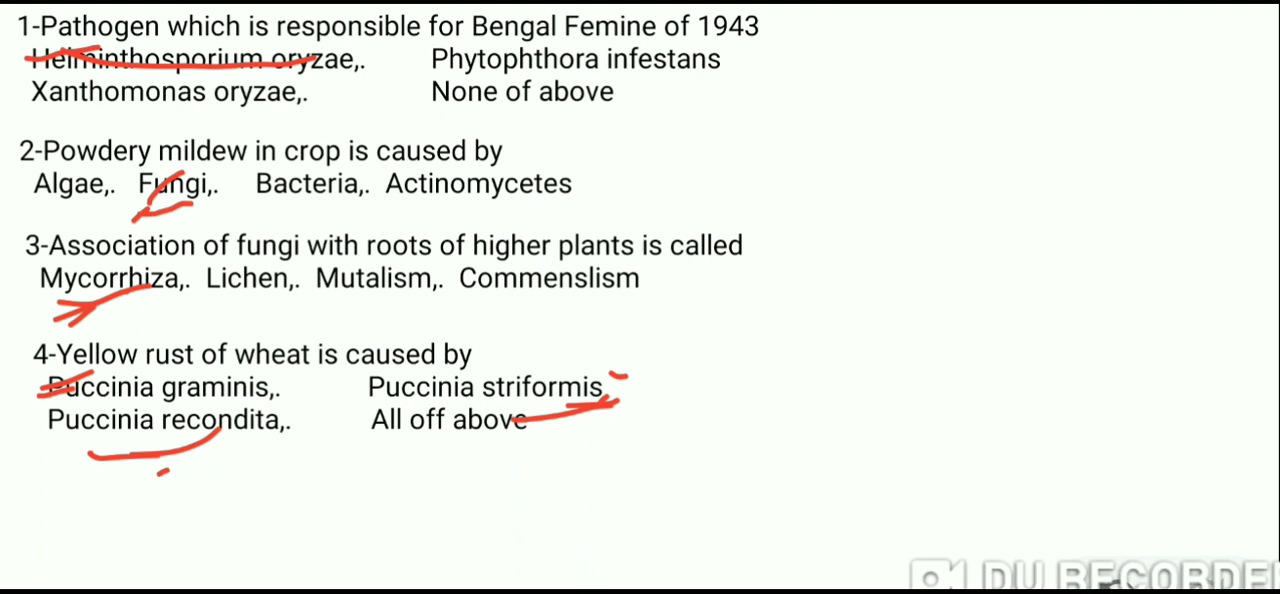 1-Pathogen which is responsible for Bengal Femine of 1943
Helminthosporium oryzae,. Phytophthora infestans
Xanthomonas oryzae,. None of above
2-Powdery mildew in crop is caused by
Algae,. Fungi,. Bacteria,. Actinomycetes
3-Association of fungi with roots of higher plants is called
Mycorrhiza,. Lichen,. Mutalism,. Commenslism
4-Yellow rust of wheat is caused by
Puccinia graminis,. Puccinia striformis
Puccinia recondita,. All off above
DU RECORDER